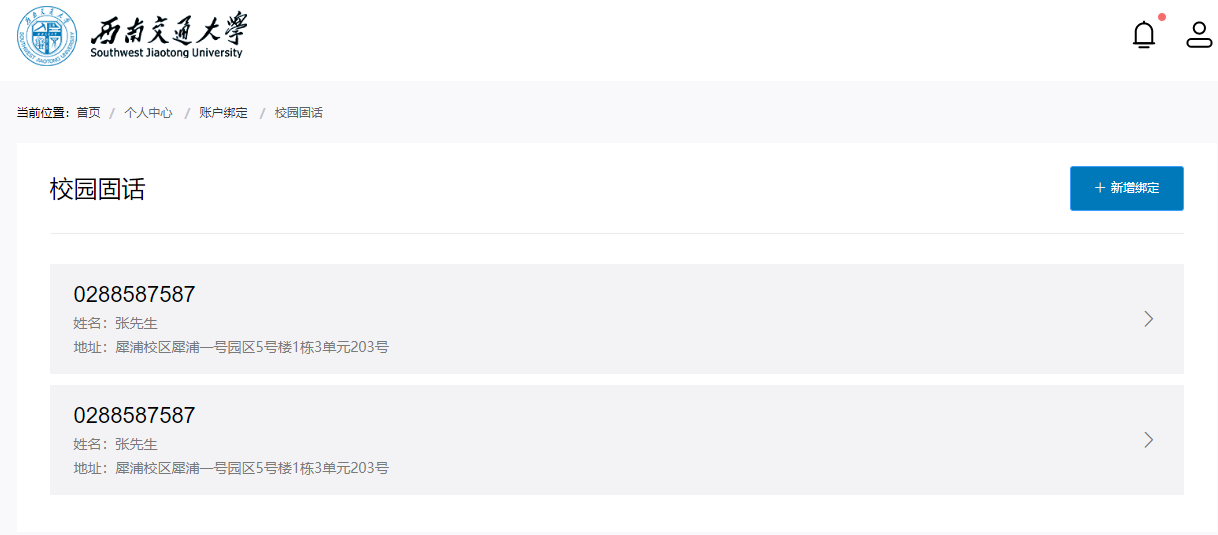 西南交通大学
Southwest Jiaotong University
当前位置：首页 / 个人中心 / 账户绑定 / 校园固话
校园固话
+ 新增绑定
0288587587
姓名：张先生
地址：犀浦校区犀浦一号园区5号楼1栋3单元203号
0288587587
姓名：张先生
地址：犀浦校区犀浦一号园区5号楼1栋3单元203号